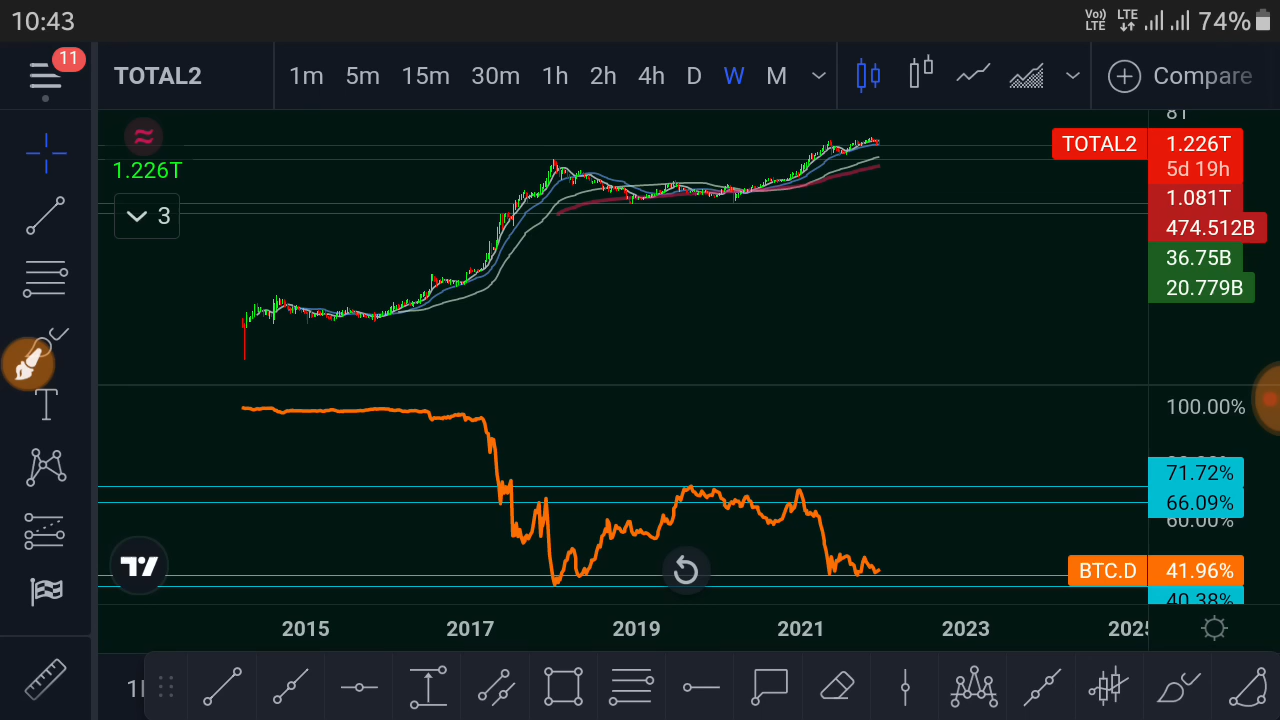 10:43
Vo)) LTE LTE 74%
11
TOTAL2 1m 5m 15m 30m 1h 2h 4h D W M Compare
8T
TOTAL2 1.226T
5d 19h
1.226T
1.081T
3
474.512B
36.75B
20.779B
100.00%
71.72%
66.09%
60.00%
BTC.D 41.96%
40.38%
2015 2017 2019 2021 2023 2025